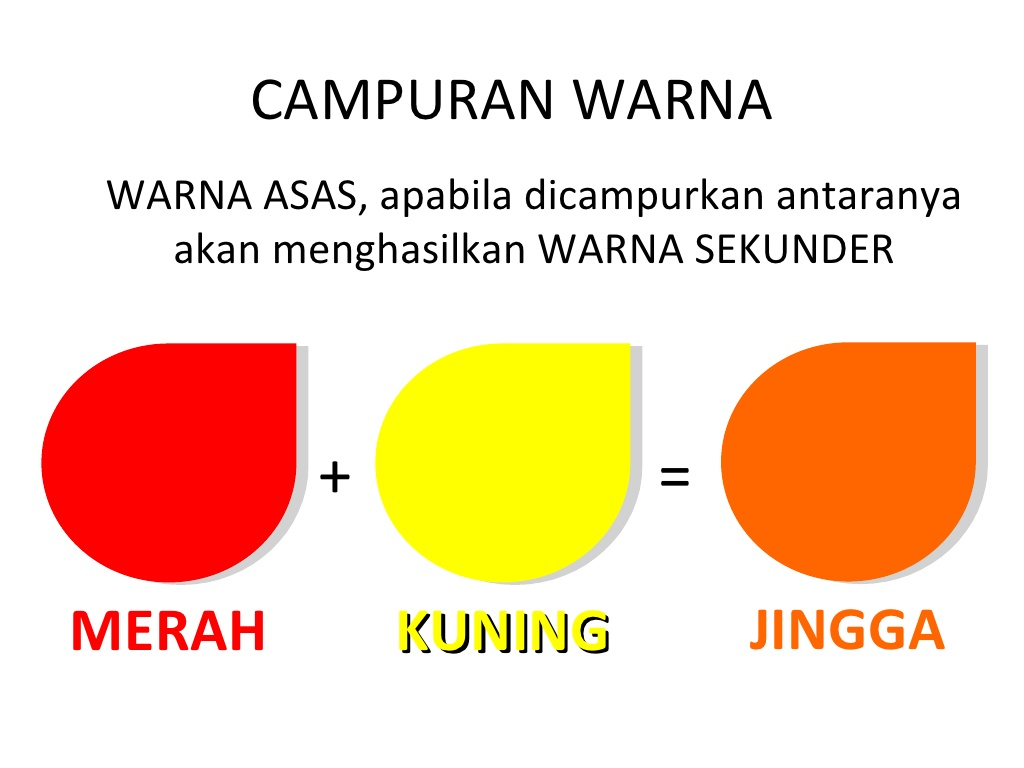 CAMPURAN WARNA
WARNA ASAS, apabila dicampurkan antaranya
akan menghasilkan WARNA SEKUNDER
+ =
MERAH KUNING JINGGA